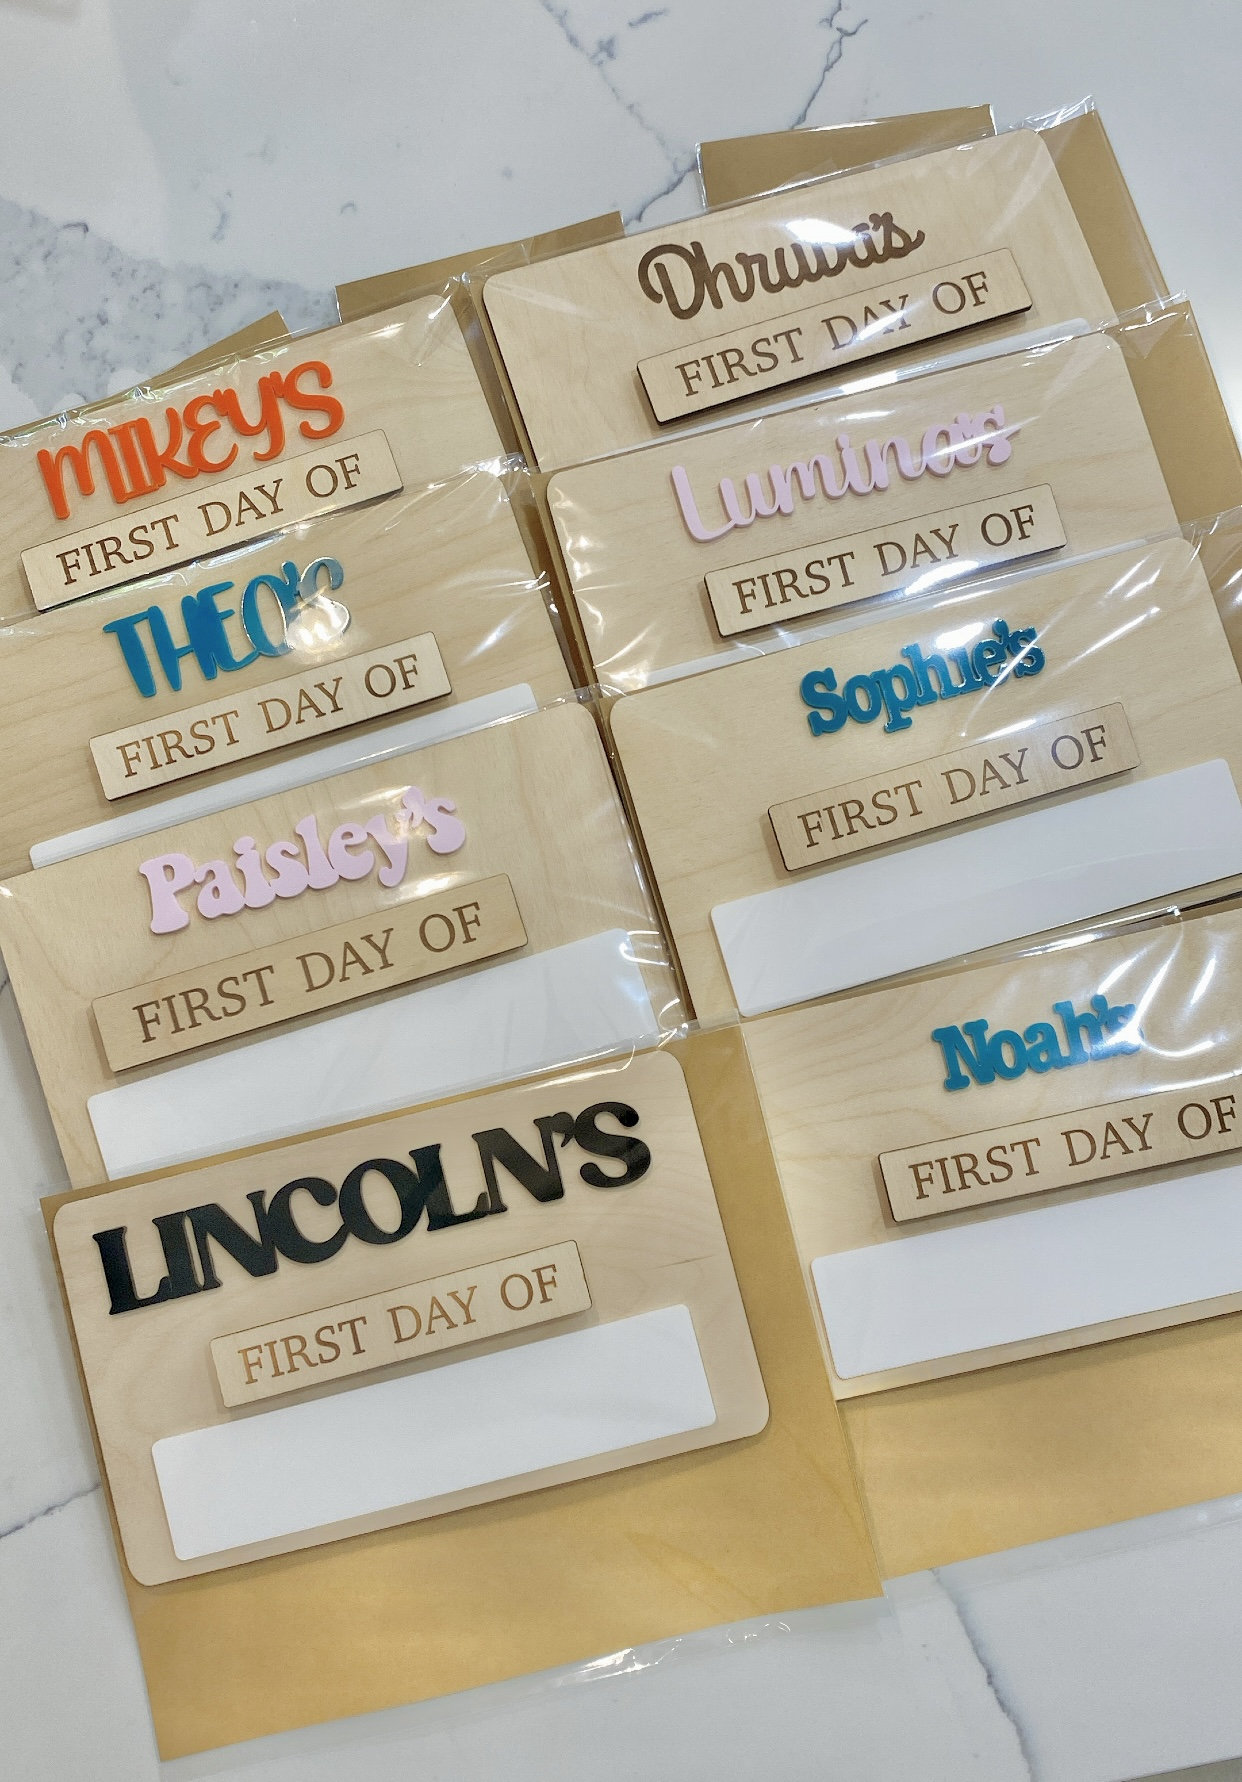 MIKEY'S
FIRST DAY OF
THEO'S
FIRST DAY OF
Paisley's
FIRST DAY OF
LINCOLN'S
FIRST DAY OF
Dhruva's
FIRST DAY OF
Lumina's
FIRST DAY OF
Sophie's
FIRST DAY OF
Noah's
FIRST DAY OF